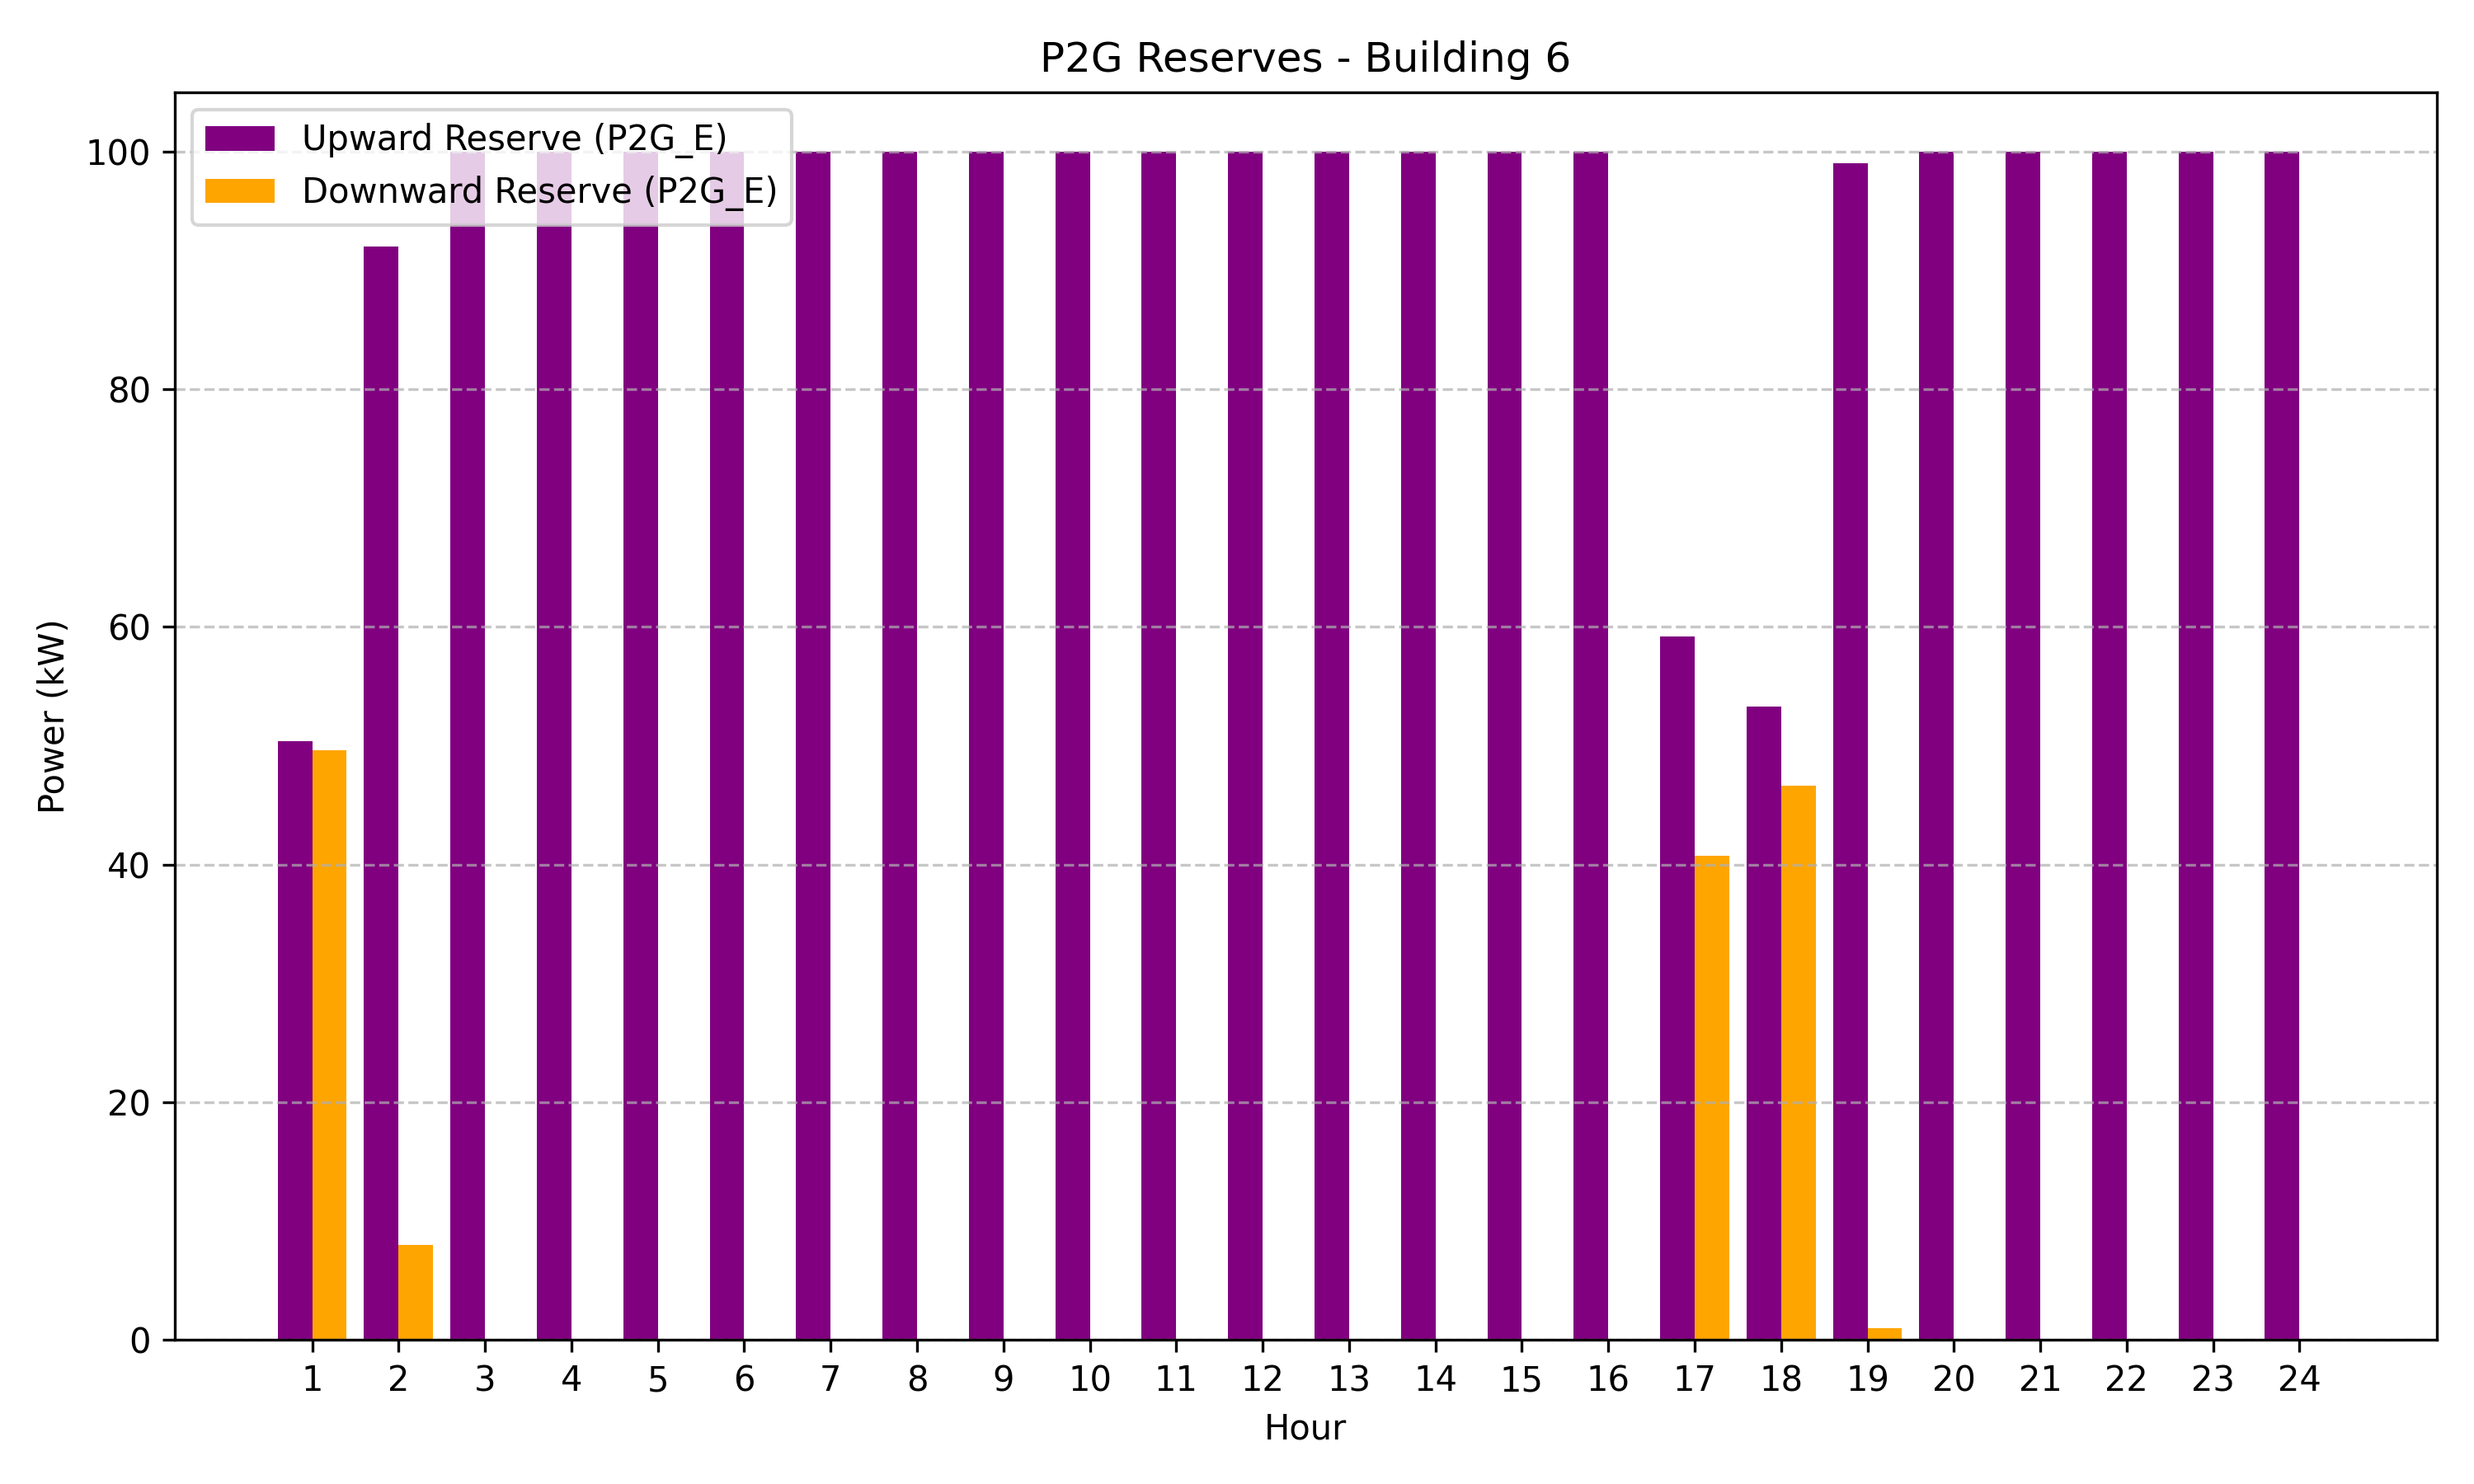 P2G Reserves - Building 6
Upward Reserve (P2G_E)
Downward Reserve (P2G_E)
Power (kW)
100
80
60
40
20
0
1 2 3 4 5 6 7 8 9 10 11 12 13 14 15 16 17 18 19 20 21 22 23 24
Hour